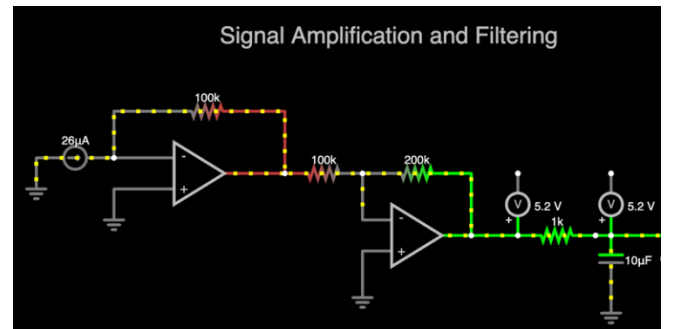 Signal Amplification and Filtering
100k
26μA
-
+
100k
200k
-
+
V
+
5.2 V
V
+
5.2 V
1k
10μF